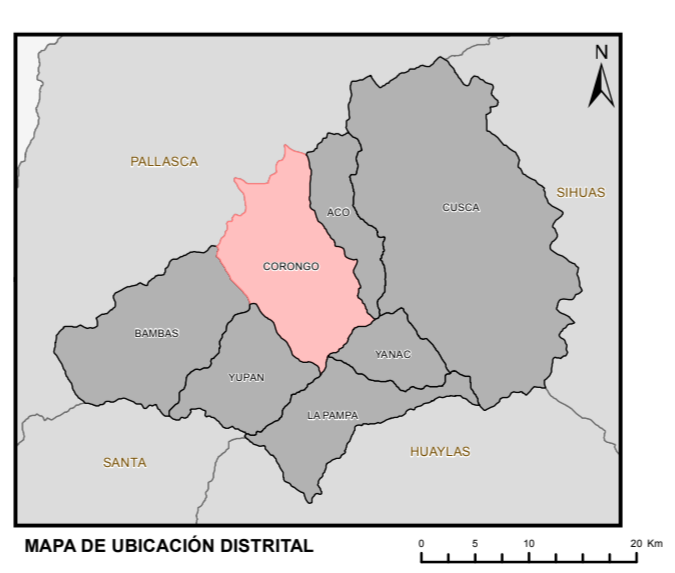 N
PALLASCA
SIHUAS
CUSCA
ACO
CORONGO
BAMBAS
YANAC
YUPAN
LA PAMPA
HUAYLAS
SANTA
MAPA DE UBICACIÓN DISTRITAL
0 5 10 20 Km